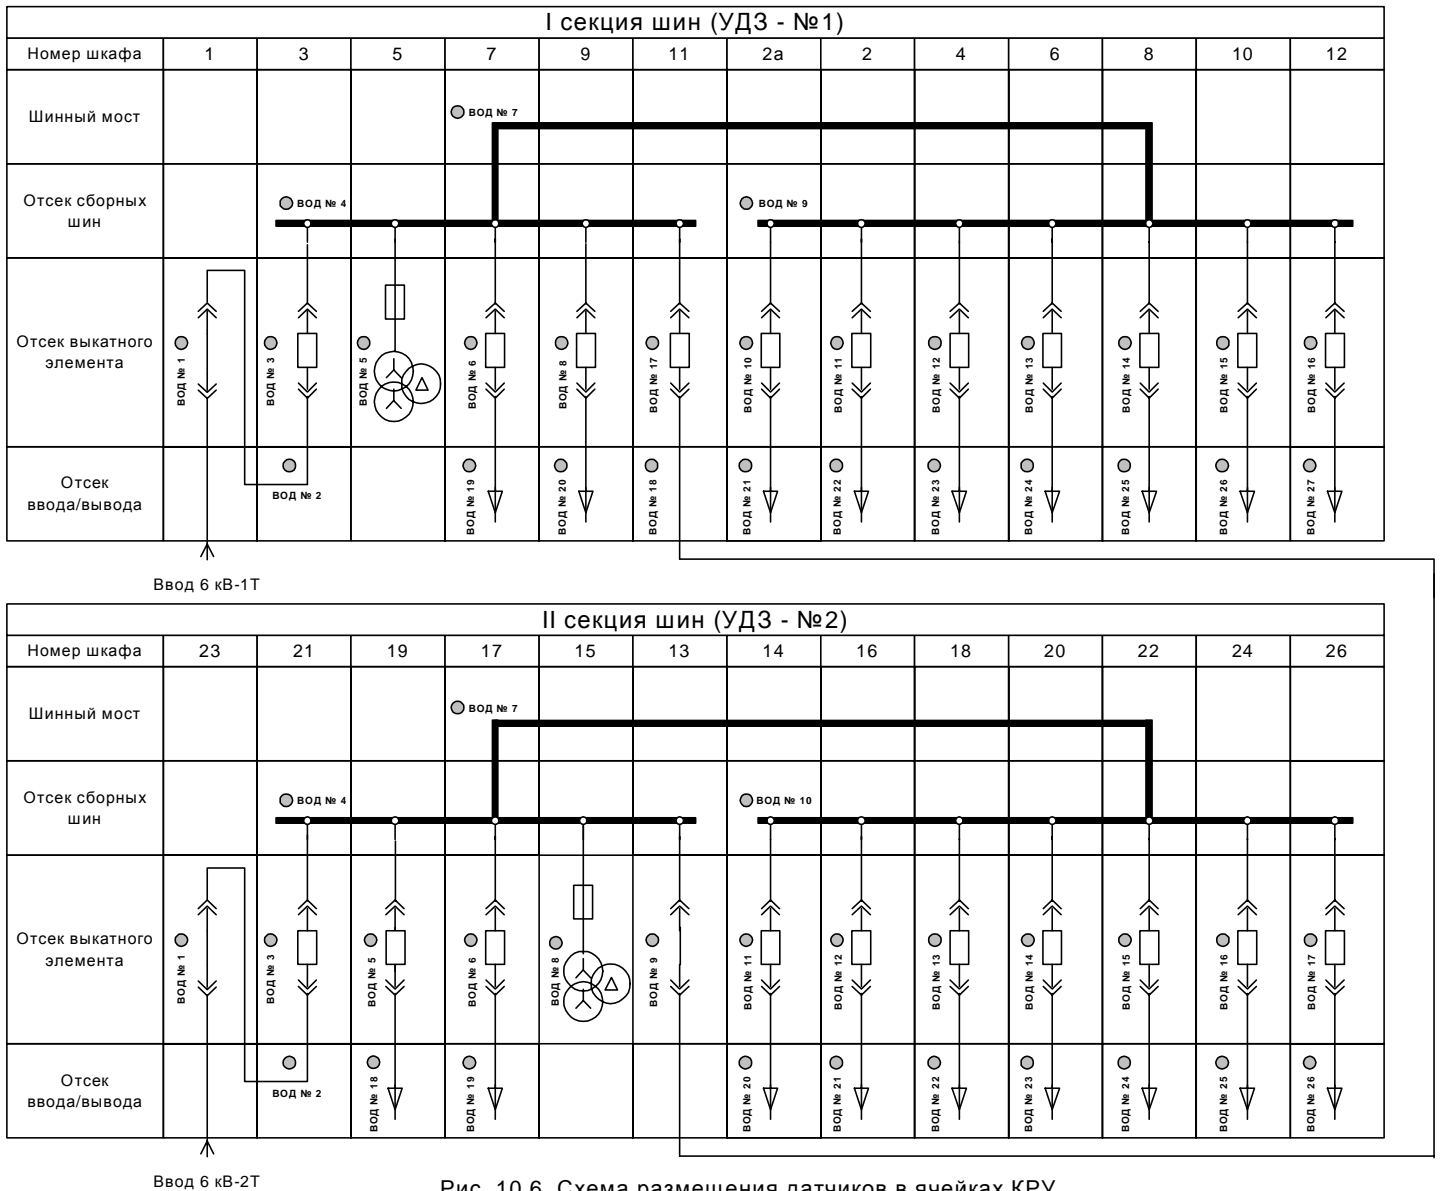 I секция шин (УДЗ - №1)
Номер шкафа 1 3 5 7 9 11 2а 2 4 6 8 10 12
Шинный мост
ВОД № 7
Отсек сборных
шин
ВОД № 4
ВОД № 9
Отсек выкатного
элемента
ВОД № 1
ВОД № 3
ВОД № 5
ВОД № 6
ВОД № 8
ВОД № 17
ВОД № 10
ВОД № 11
ВОД № 12
ВОД № 13
ВОД № 14
ВОД № 15
ВОД № 16
Отсек
ввода/вывода
ВОД № 2
ВОД № 19
ВОД № 20
ВОД № 18
ВОД № 21
ВОД № 22
ВОД № 23
ВОД № 24
ВОД № 25
ВОД № 26
ВОД № 27
Ввод 6 кВ-1Т
II секция шин (УДЗ - №2)
Номер шкафа 23 21 19 17 15 13 14 16 18 20 22 24 26
Шинный мост
ВОД № 7
Отсек сборных
шин
ВОД № 4
ВОД № 10
Отсек выкатного
элемента
ВОД № 1
ВОД № 3
ВОД № 5
ВОД № 6
ВОД № 8
ВОД № 9
ВОД № 11
ВОД № 12
ВОД № 13
ВОД № 14
ВОД № 15
ВОД № 16
ВОД № 17
Отсек
ввода/вывода
ВОД № 2
ВОД № 18
ВОД № 19
ВОД № 20
ВОД № 21
ВОД № 22
ВОД № 23
ВОД № 24
ВОД № 25
ВОД № 26
Ввод 6 кВ-2Т
Рис. 10.6. Схема размещения датчиков в ячейках КРУ